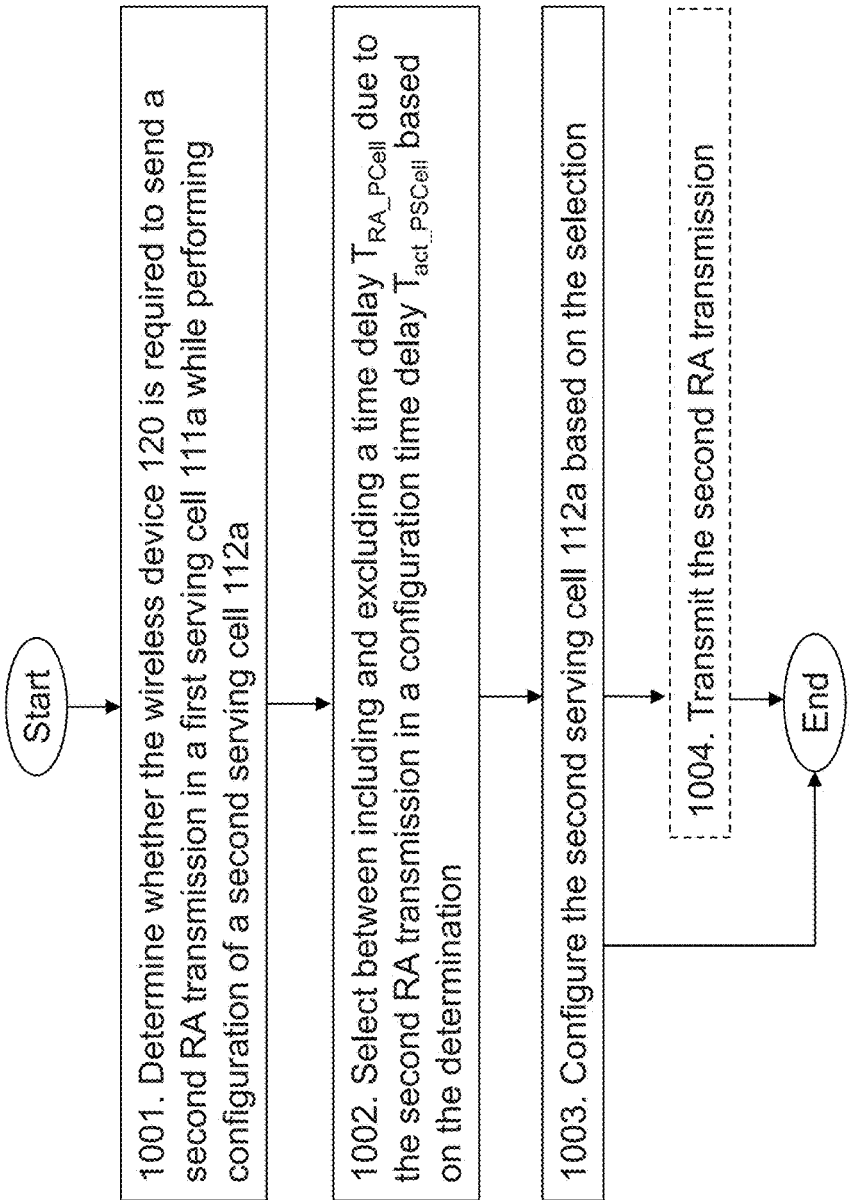 Start
1001. Determine whether the wireless device 120 is required to send a
second RA transmission in a first serving cell 111a while performing
configuration of a second serving cell 112a
1002. Select between including and excluding a time delay T_RA_PCell due to
the second RA transmission in a configuration time delay T_act_PSCell based
on the determination
1003. Configure the second serving cell 112a based on the selection
1004. Transmit the second RA transmission
End